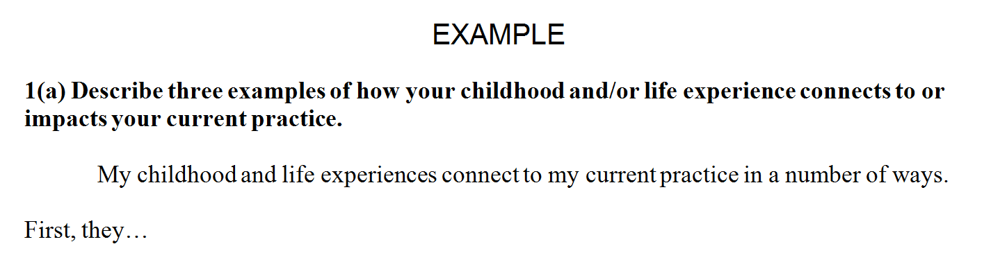 EXAMPLE
1(a) Describe three examples of how your childhood and/or life experience connects to or
impacts your current practice.
My childhood and life experiences connect to my current practice in a number of ways.
First, they…